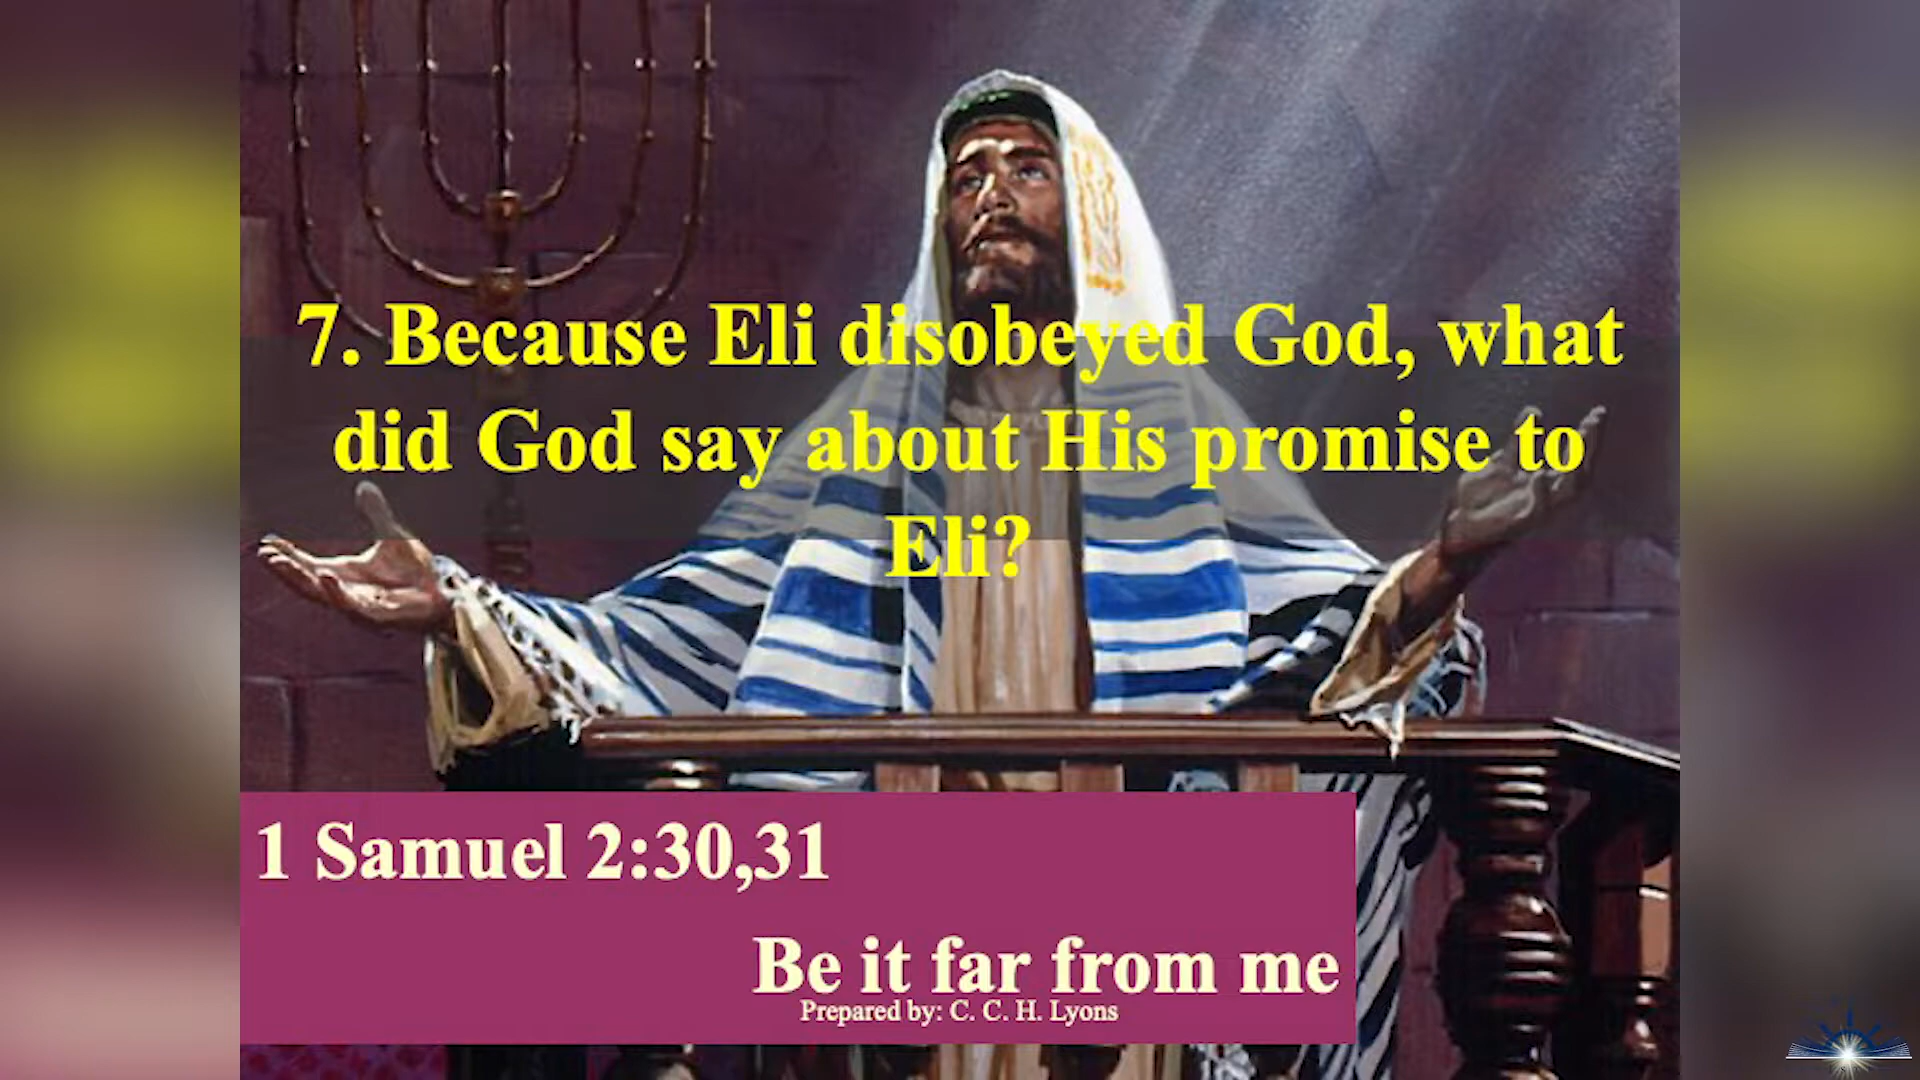 7. Because Eli disobeyed God, what
did God say about His promise to
Eli?
1 Samuel 2:30,31
Be it far from me
Prepared by: C. C. H. Lyons